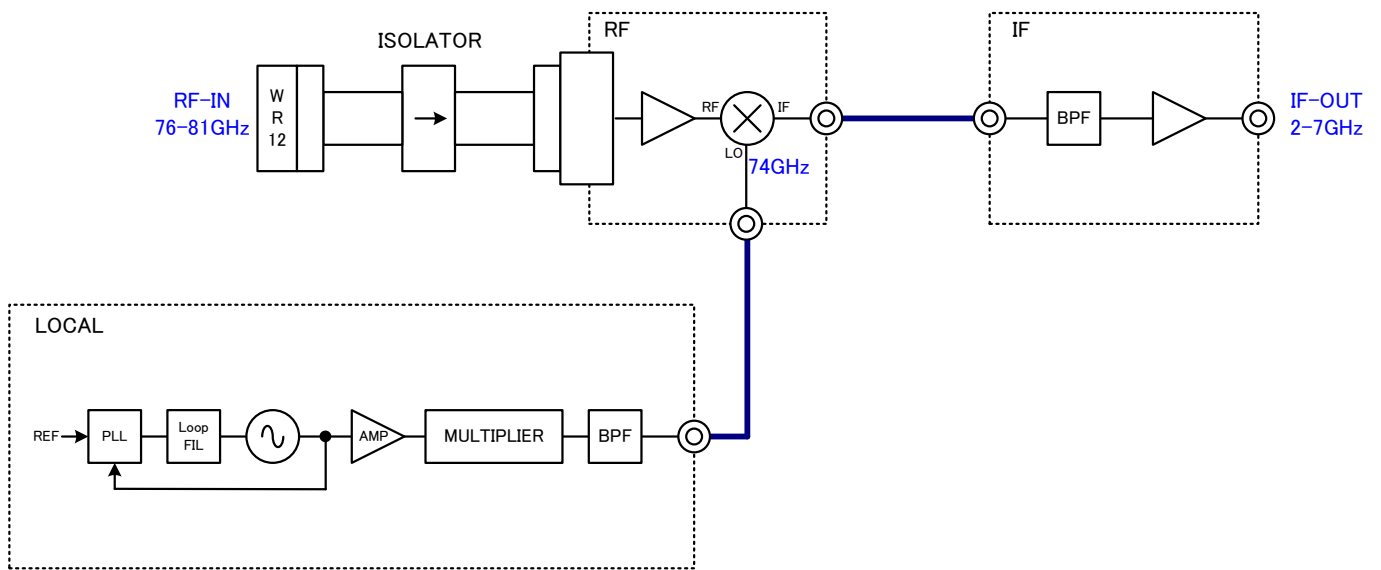 ISOLATOR
RF
IF
RF-IN
76-81GHz
W
R
12
RF
IF
LO
74GHz
BPF
IF-OUT
2-7GHz
LOCAL
REF
PLL
Loop
FIL
AMP
MULTIPLIER
BPF